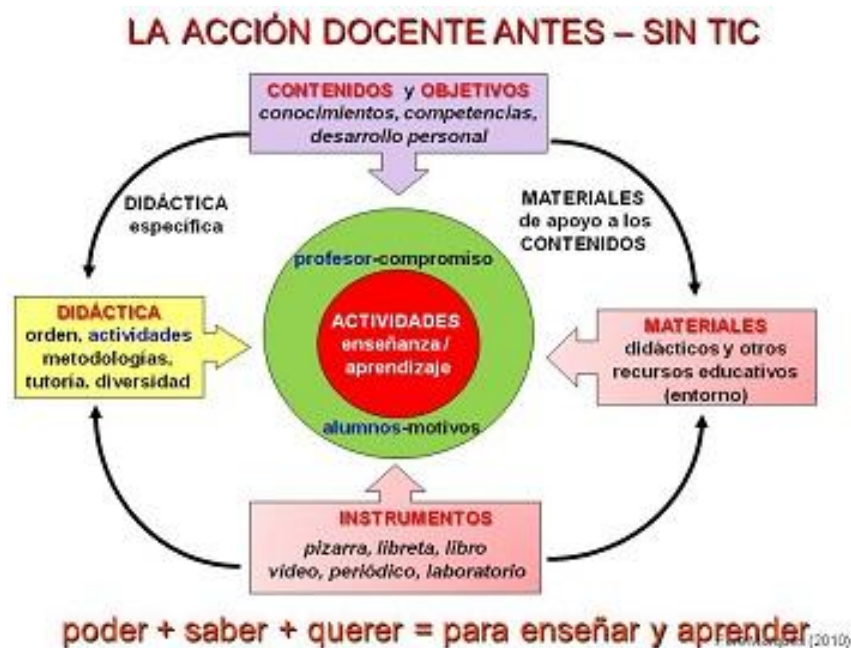 LA ACCIÓN DOCENTE ANTES – SIN TIC
CONTENIDOS y OBJETIVOS
conocimientos, competencias,
desarrollo personal
DIDÁCTICA
específica
MATERIALES
de apoyo a los
CONTENIDOS
profesor-compromiso
DIDÁCTICA
orden, actividades
metodologías,
tutoría, diversidad
ACTIVIDADES
enseñanza /
aprendizaje
MATERIALES
didácticos y otros
recursos educativos
(entorno)
alumnos-motivos
INSTRUMENTOS
pizarra, libreta, libro
vídeo, periódico, laboratorio
poder + saber + querer = para enseñar y aprender
(2010)